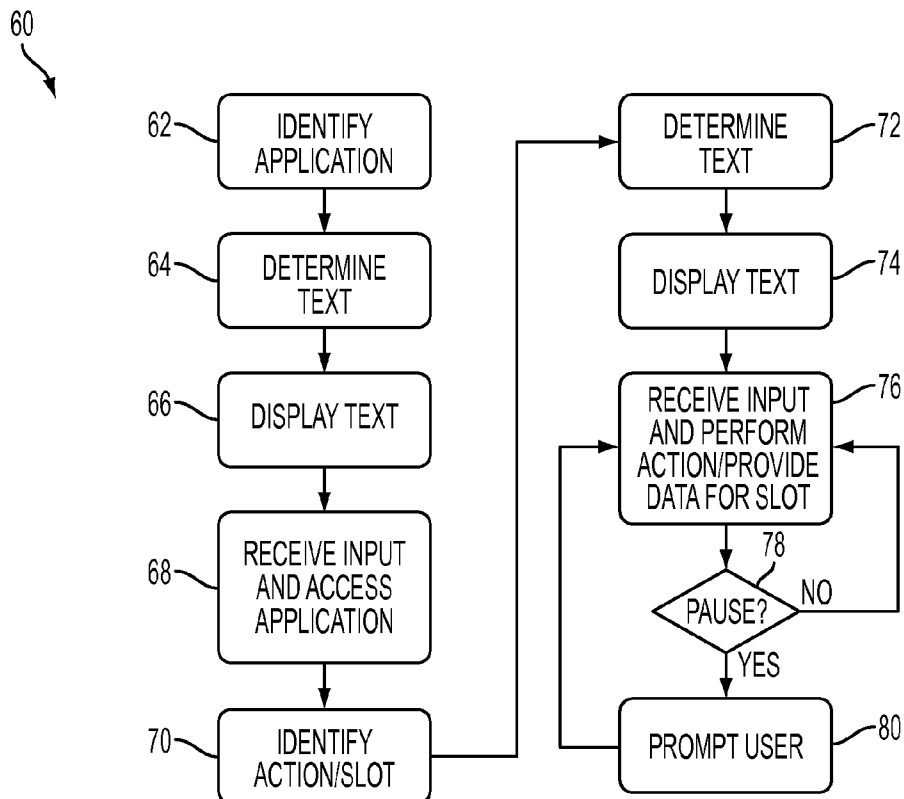 60
62
IDENTIFY
APPLICATION
64
DETERMINE
TEXT
66
DISPLAY TEXT
68
RECEIVE INPUT
AND ACCESS
APPLICATION
70
IDENTIFY
ACTION/SLOT
DETERMINE
TEXT
72
DISPLAY TEXT
74
RECEIVE INPUT
AND PERFORM
ACTION/PROVIDE
DATA FOR SLOT
76
78
PAUSE?
NO
YES
PROMPT USER
80